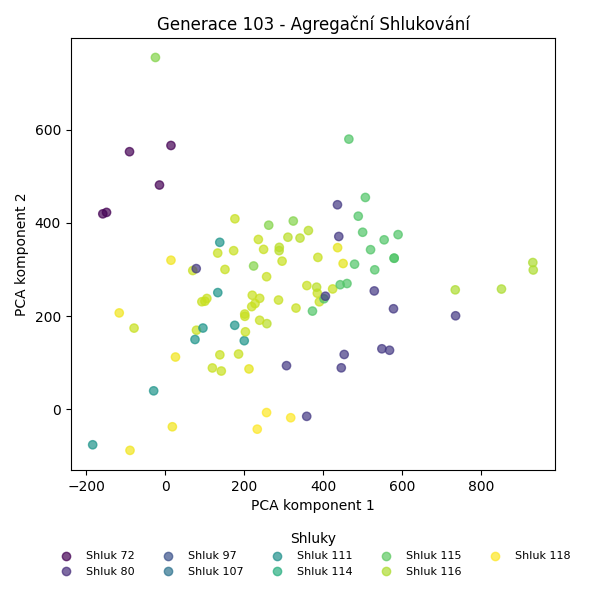 Generace 103 - Agregační Shlukování
PCA komponent 2
600
400
200
0
−200
0
200
400
600
800
PCA komponent 1
Shluky
Shluk 72
Shluk 80
Shluk 97
Shluk 107
Shluk 111
Shluk 114
Shluk 115
Shluk 116
Shluk 118